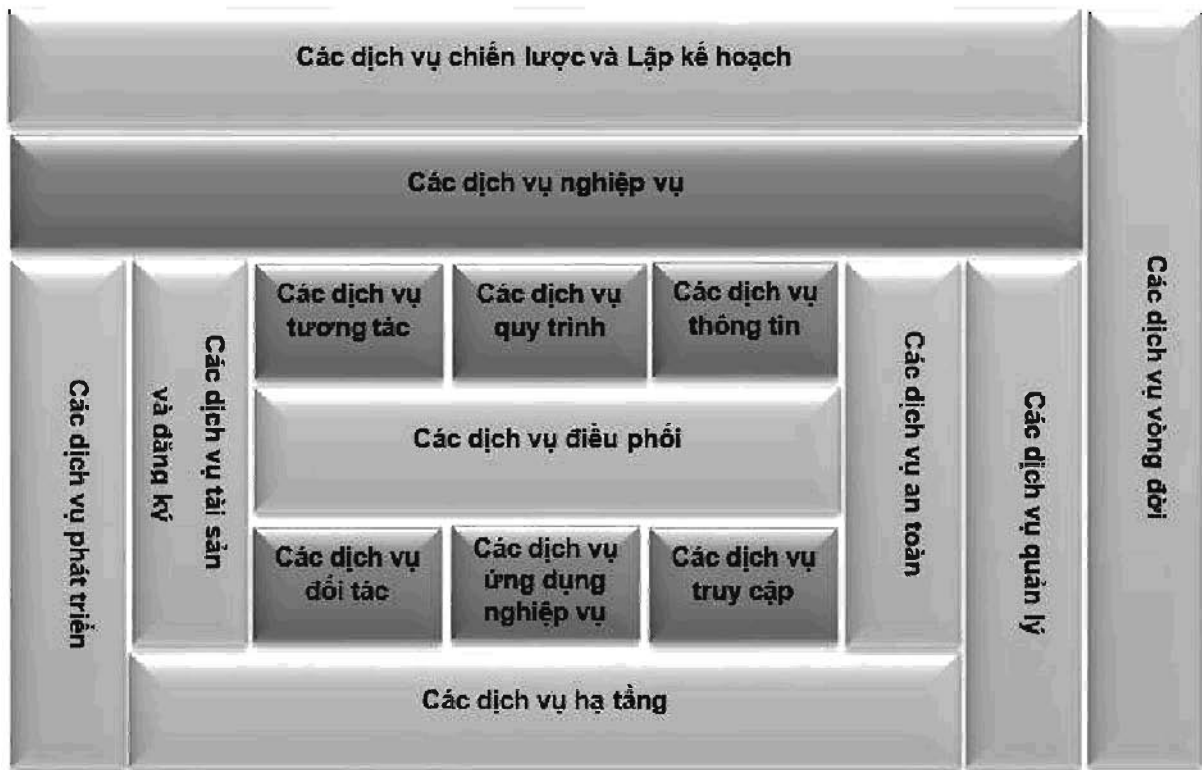 Các dịch vụ chiến lược và Lập kế hoạch
Các dịch vụ nghiệp vụ
Các dịch vụ phát triển
Các dịch vụ tài sản
và đăng ký
Các dịch vụ
tương tác
Các dịch vụ
quy trình
Các dịch vụ
thông tin
Các dịch vụ điều phối
Các dịch vụ
đối tác
Các dịch vụ
ứng dụng
nghiệp vụ
Các dịch vụ
truy cập
Các dịch vụ an toàn
Các dịch vụ quản lý
Các dịch vụ vòng đời
Các dịch vụ hạ tầng